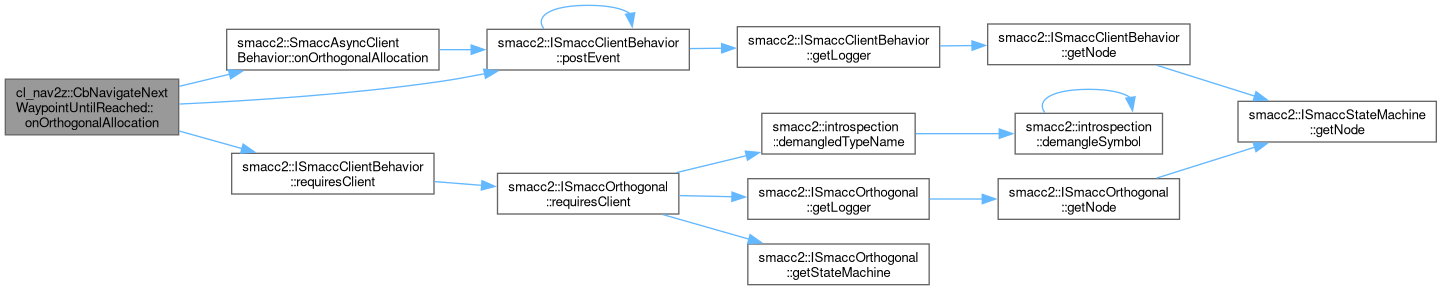 cl_nav2z::CbNavigateNext
WaypointUntilReached::
onOrthogonalAllocation
smacc2::SmaccAsyncClient
Behavior::onOrthogonalAllocation
smacc2::ISmaccClientBehavior
::postEvent
smacc2::ISmaccClientBehavior
::getLogger
smacc2::ISmaccClientBehavior
::getNode
smacc2::ISmaccStateMachine
::getNode
smacc2::ISmaccClientBehavior
::requiresClient
smacc2::ISmaccOrthogonal
::requiresClient
smacc2::introspection
::demangledTypeName
smacc2::introspection
::demangleSymbol
smacc2::ISmaccOrthogonal
::getLogger
smacc2::ISmaccOrthogonal
::getNode
smacc2::ISmaccOrthogonal
::getStateMachine